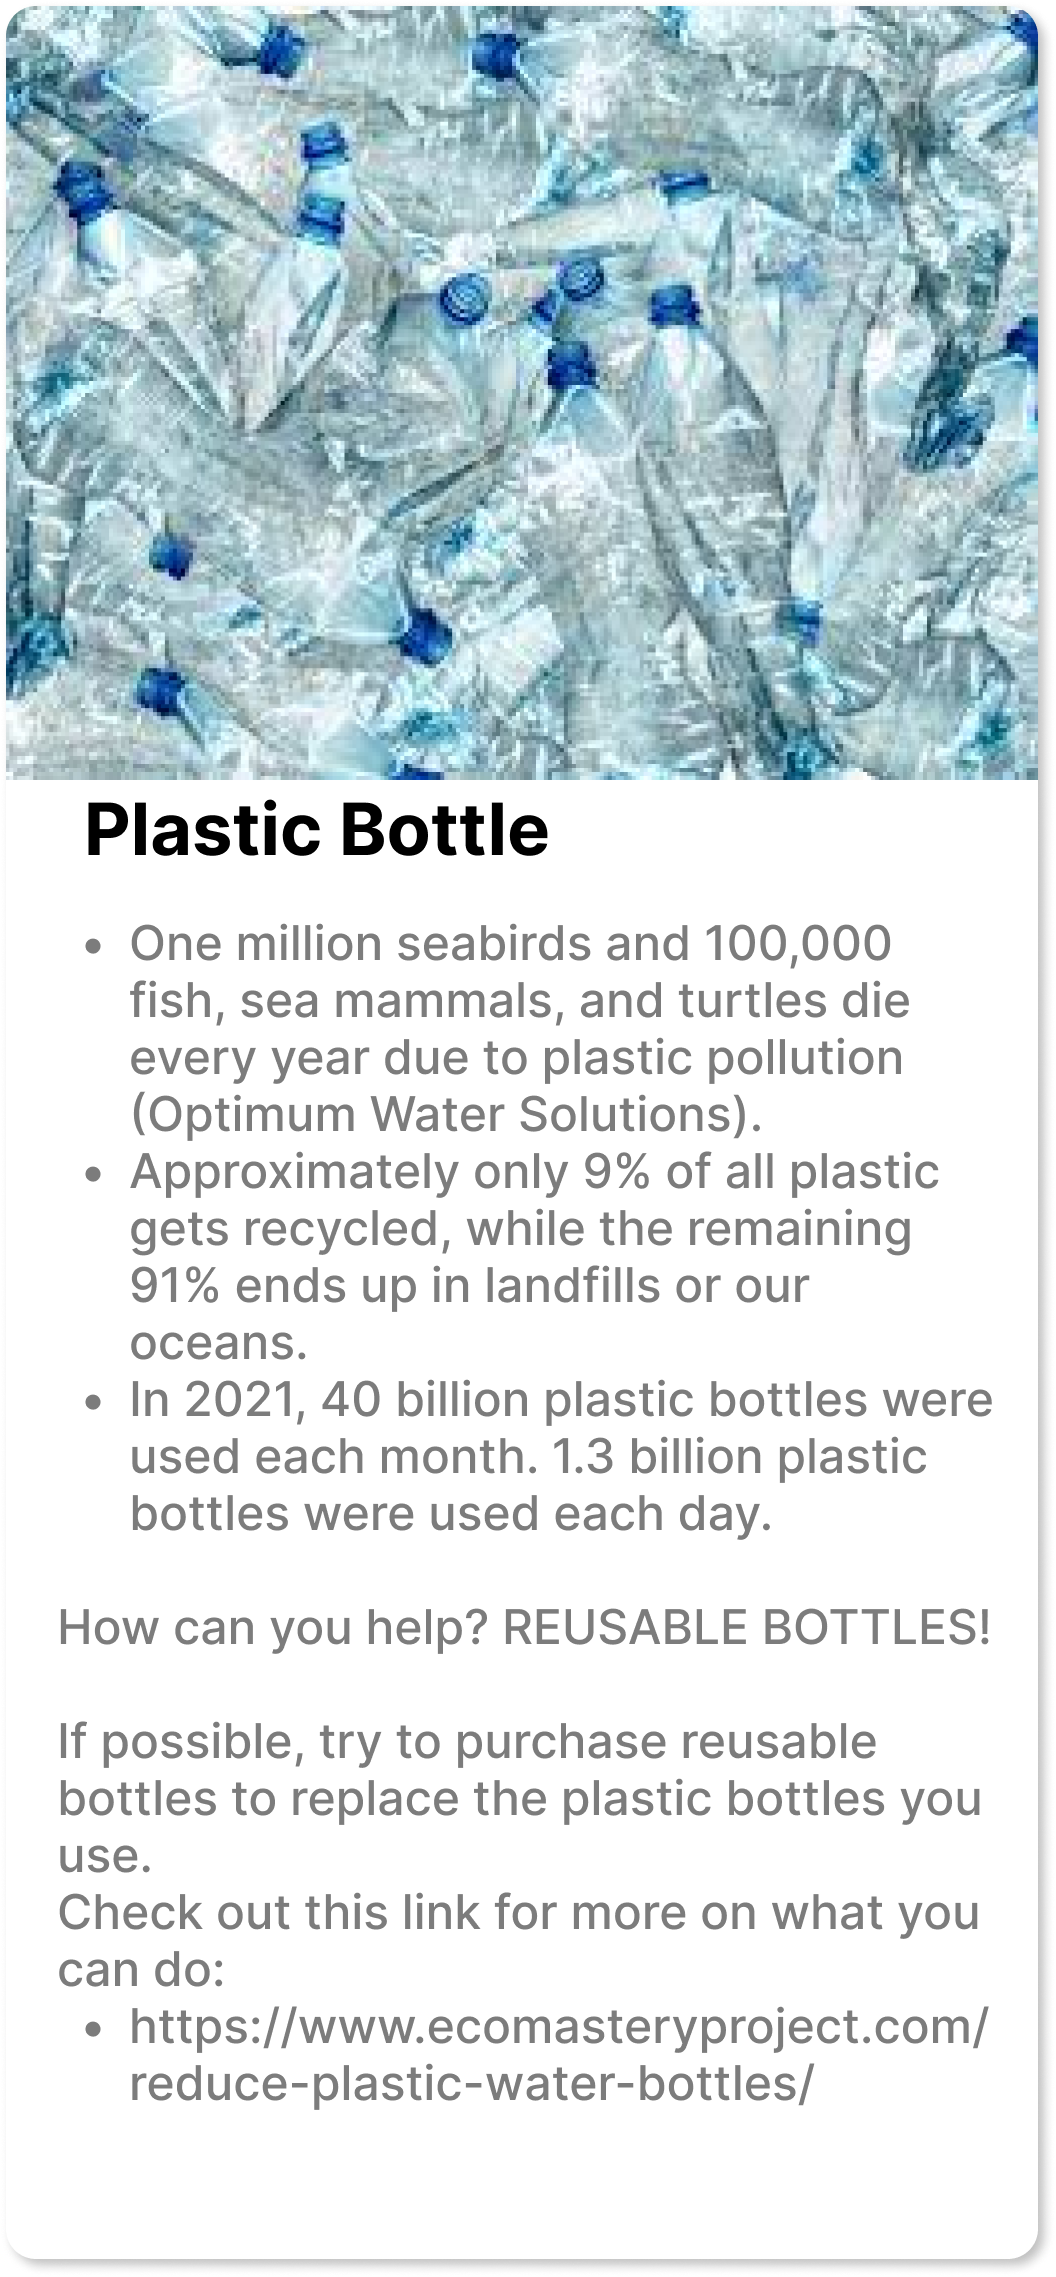 Plastic Bottle
• One million seabirds and 100,000
fish, sea mammals, and turtles die
every year due to plastic pollution
(Optimum Water Solutions).
• Approximately only 9% of all plastic
gets recycled, while the remaining
91% ends up in landfills or our
oceans.
• In 2021, 40 billion plastic bottles were
used each month. 1.3 billion plastic
bottles were used each day.
How can you help? REUSABLE BOTTLES!
If possible, try to purchase reusable
bottles to replace the plastic bottles you
use.
Check out this link for more on what you
can do:
• https://www.ecomasteryproject.com/
reduce-plastic-water-bottles/